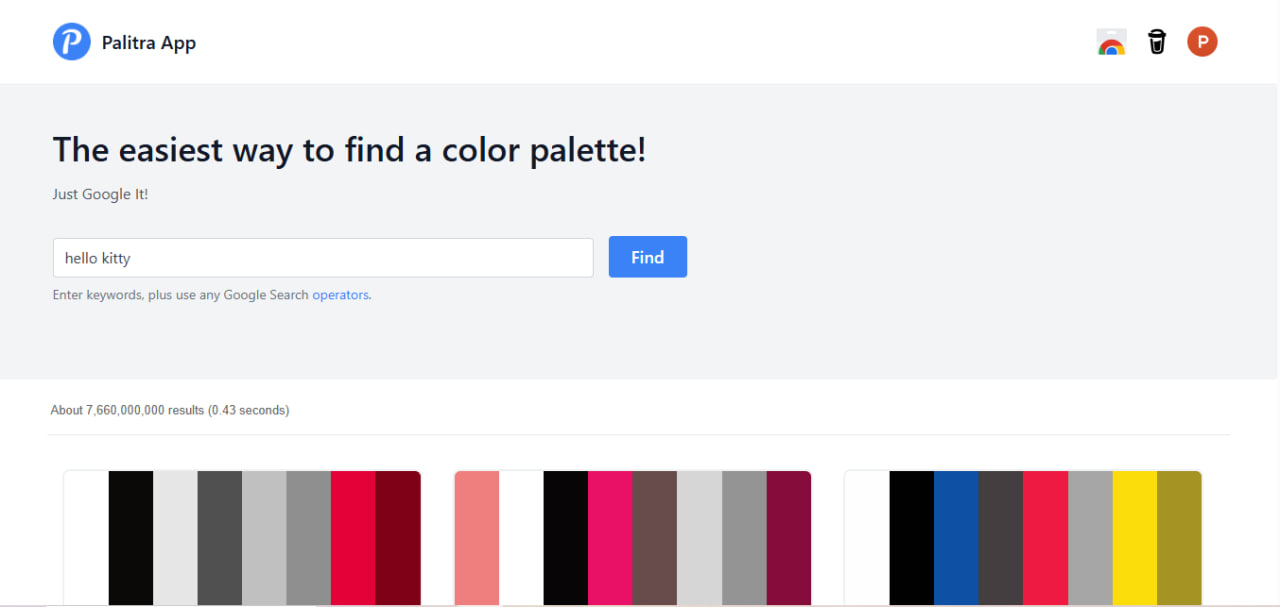 Palitra App
P
The easiest way to find a color palette!
Just Google It!
hello kitty
Find
Enter keywords, plus use any Google Search operators.
About 7,660,000,000 results (0.43 seconds)